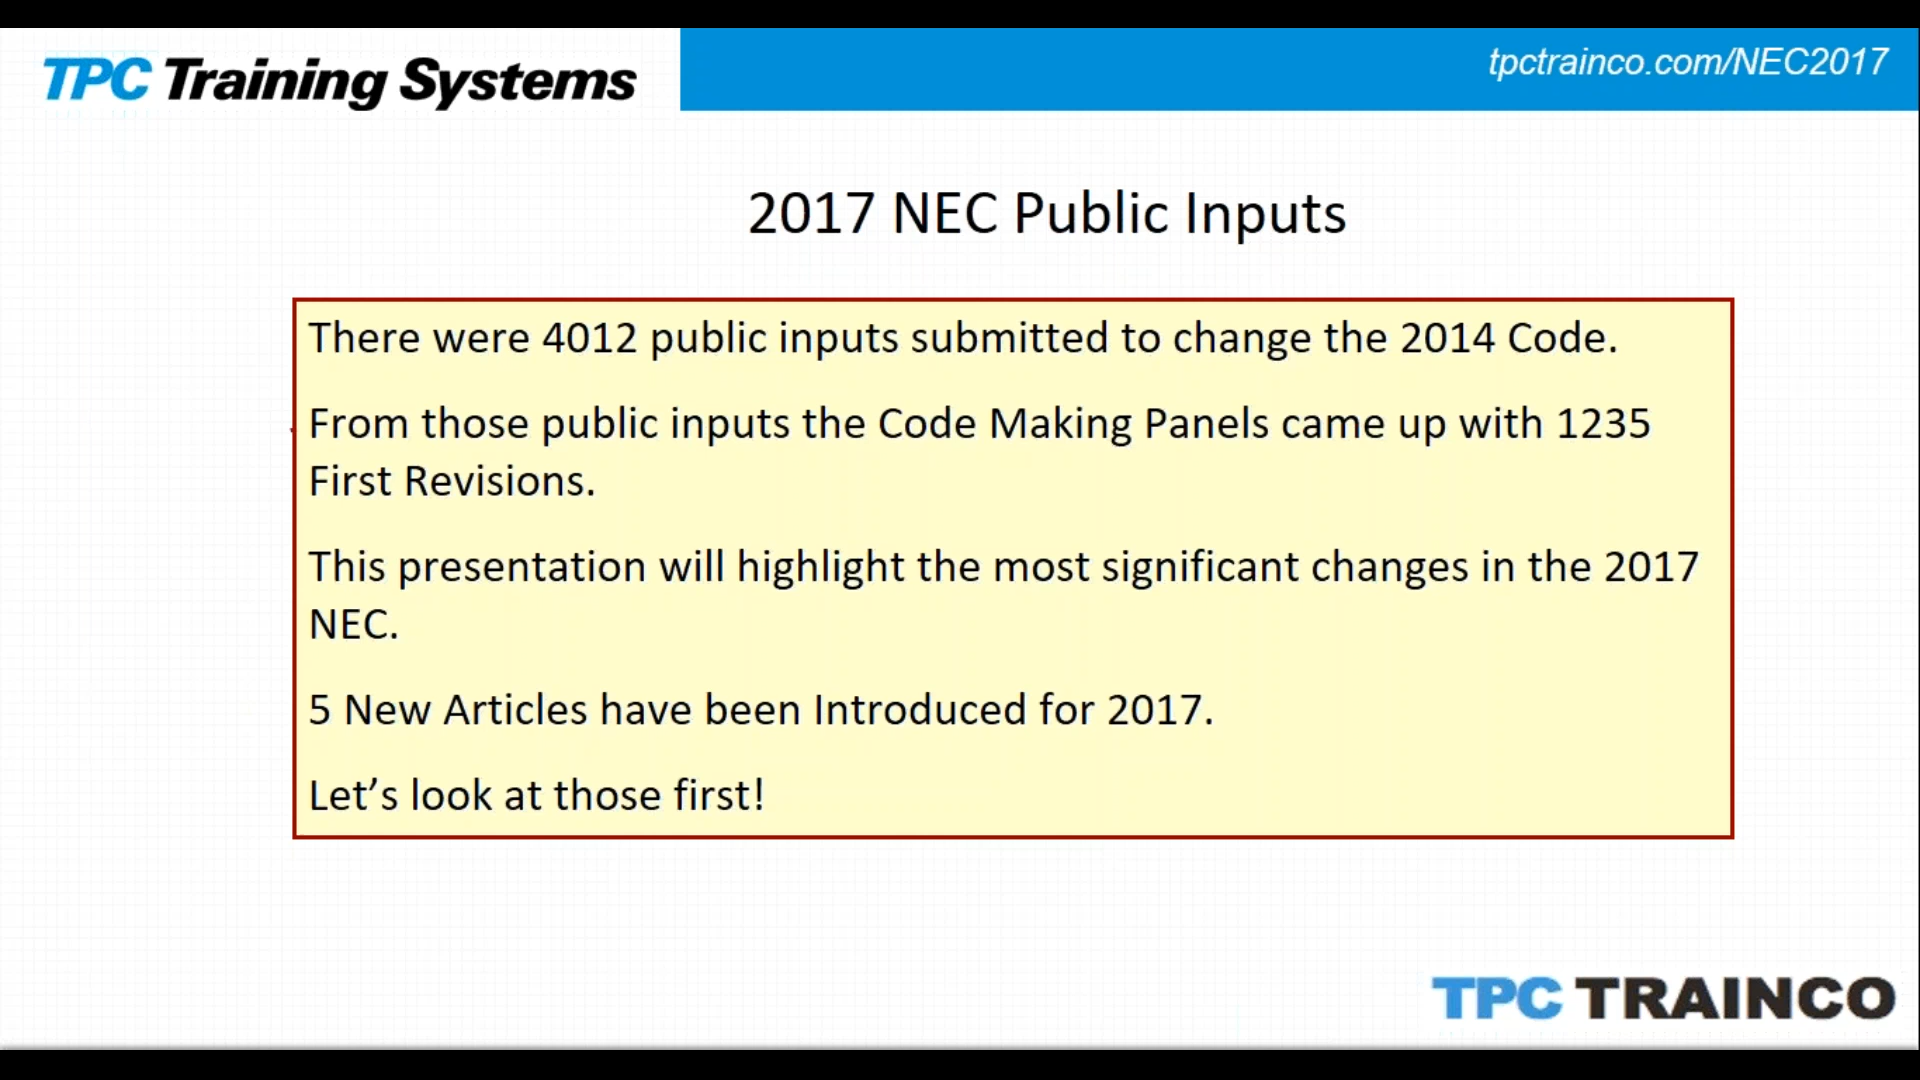 TPC Training Systems
tpctrainco.com/NEC2017
2017 NEC Public Inputs
There were 4012 public inputs submitted to change the 2014 Code.
From those public inputs the Code Making Panels came up with 1235
First Revisions.
This presentation will highlight the most significant changes in the 2017
NEC.
5 New Articles have been Introduced for 2017.
Let’s look at those first!
TPC TRAINCO